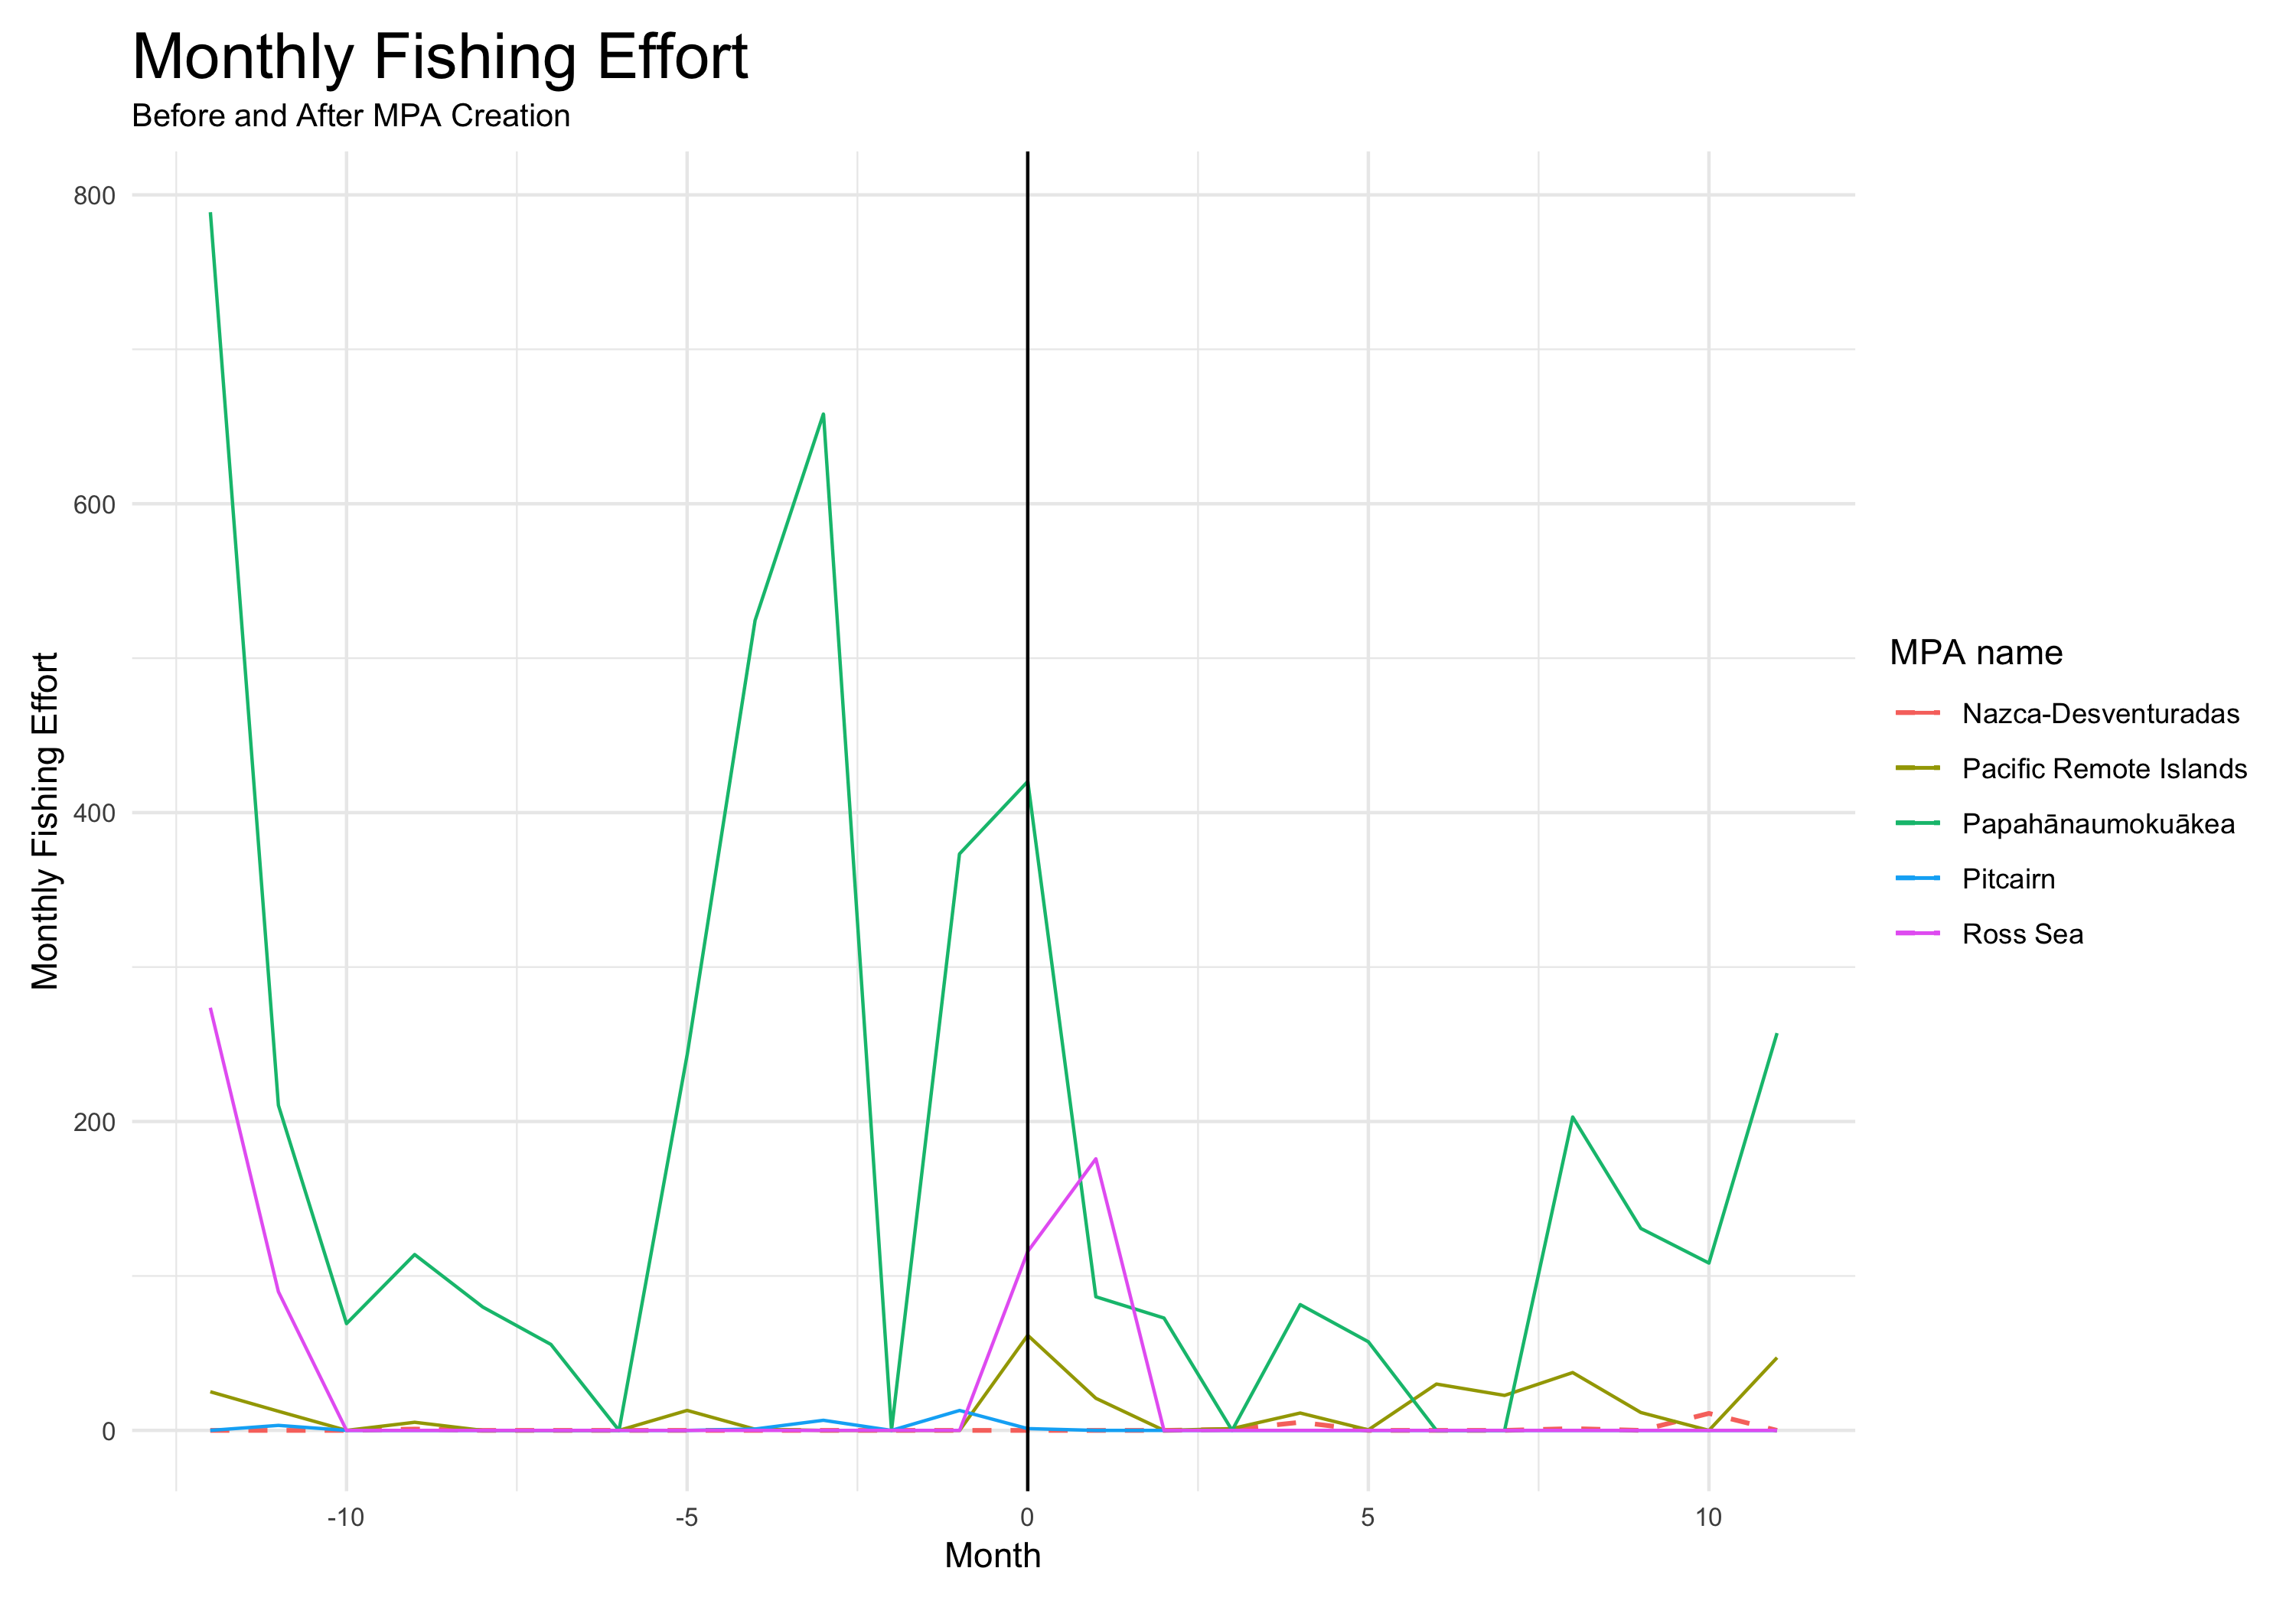 Monthly Fishing Effort
Before and After MPA Creation
Monthly Fishing Effort
800
600
400
200
0
-10
-5
0
5
10
Month
MPA name
Nazca-Desventuradas
Pacific Remote Islands
Papahānaumokuākea
Pitcairn
Ross Sea